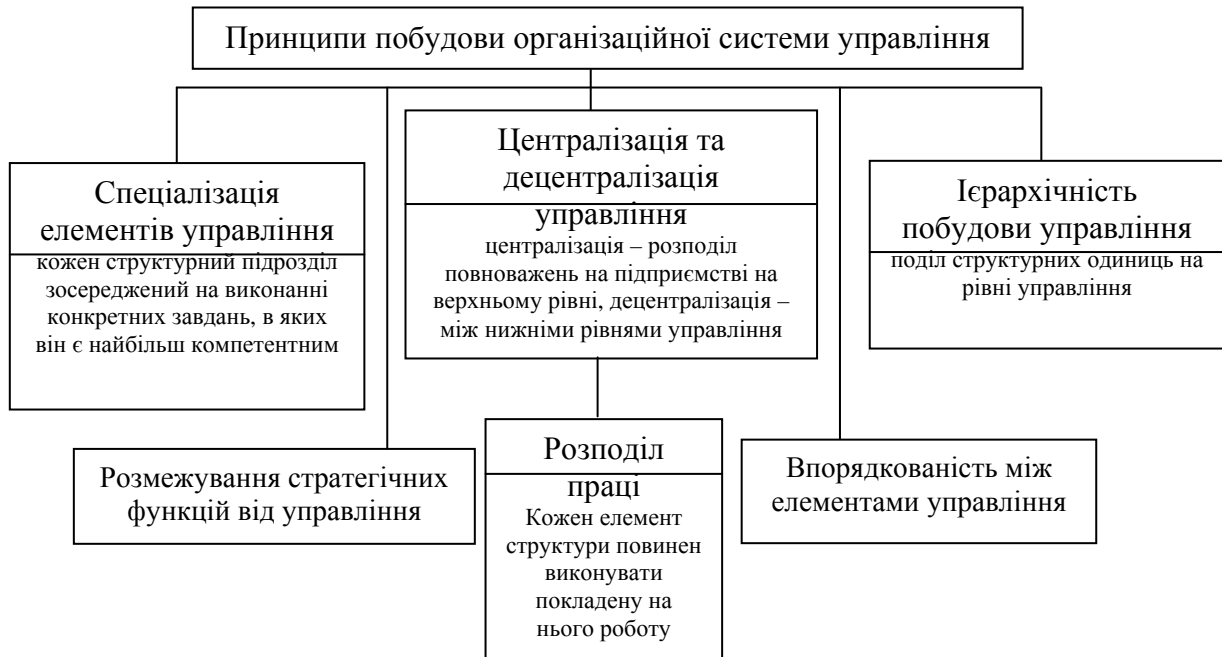 Принципи побудови організаційної системи управління
Спеціалізація
елементів управління
кожен структурний підрозділ
зосереджений на виконанні
конкретних завдань, в яких
він є найбільш компетентним
Централізація та
децентралізація
управління
централізація – розподіл
повноважень на підприємстві на
верхньому рівні, децентралізація –
між нижніми рівнями управління
Ієрархічність
побудови управління
поділ структурних одиниць на
рівні управління
Розмежування стратегічних
функцій від управління
Розподіл
праці
Кожен елемент
структури повинен
виконувати
покладену на
нього роботу
Впорядкованість між
елементами управління